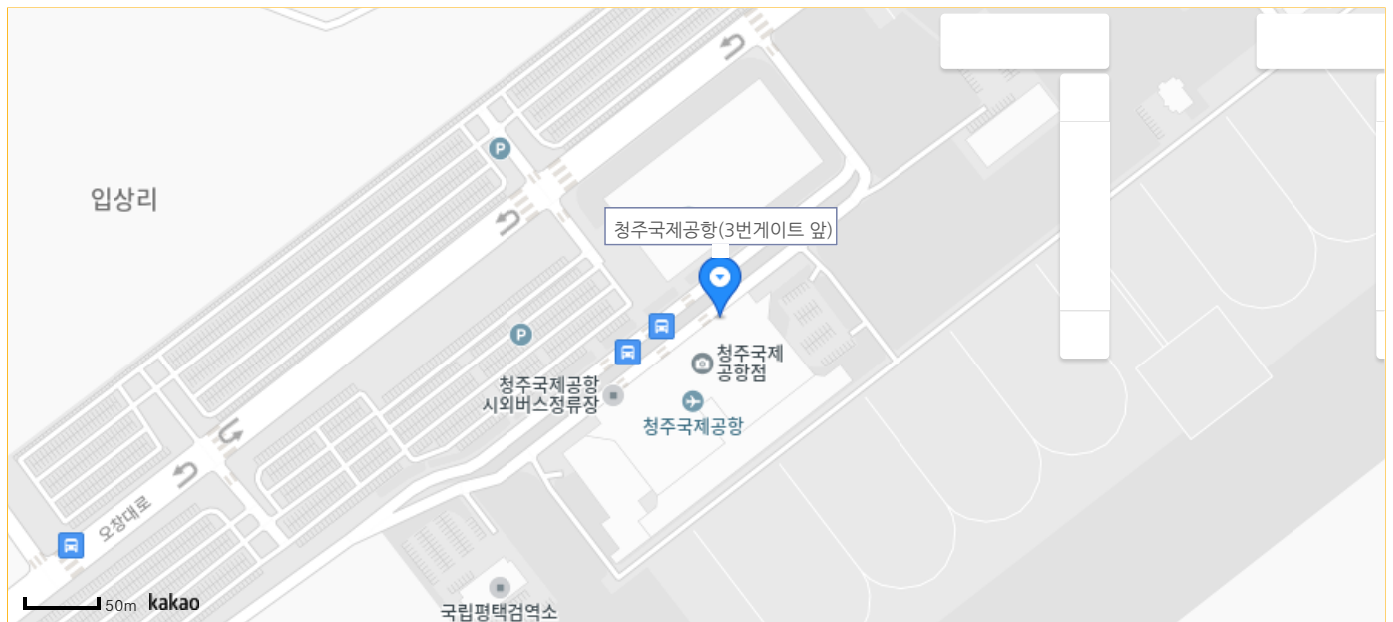 P
입상리
청주국제공항(3번게이트 앞)
P
청주국제
공항점
청주국제공항
시외버스정류장
청주국제공항
오창대로
50m kakao
국립평택검역소